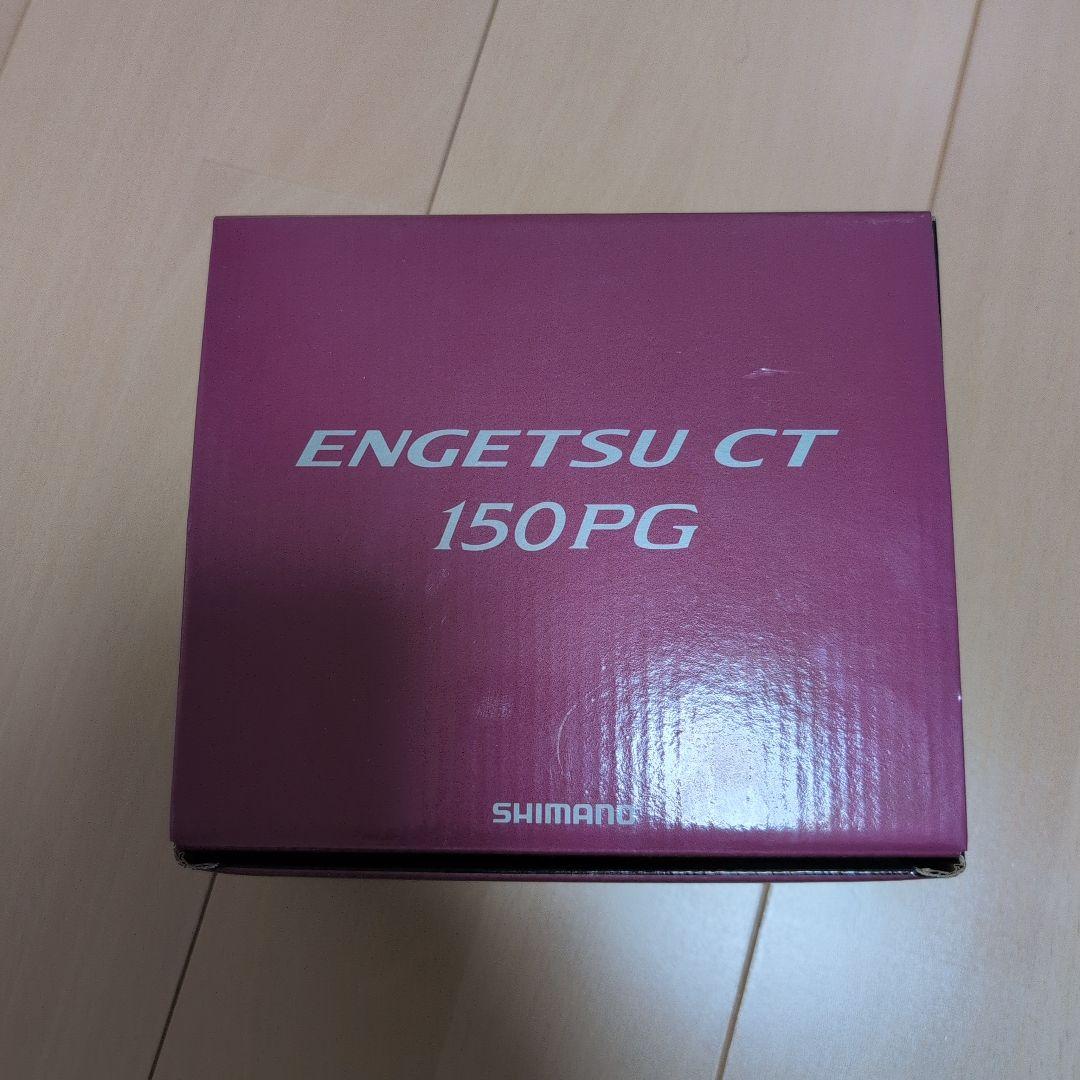 ENGETSU CT
150PG
SHIMANO